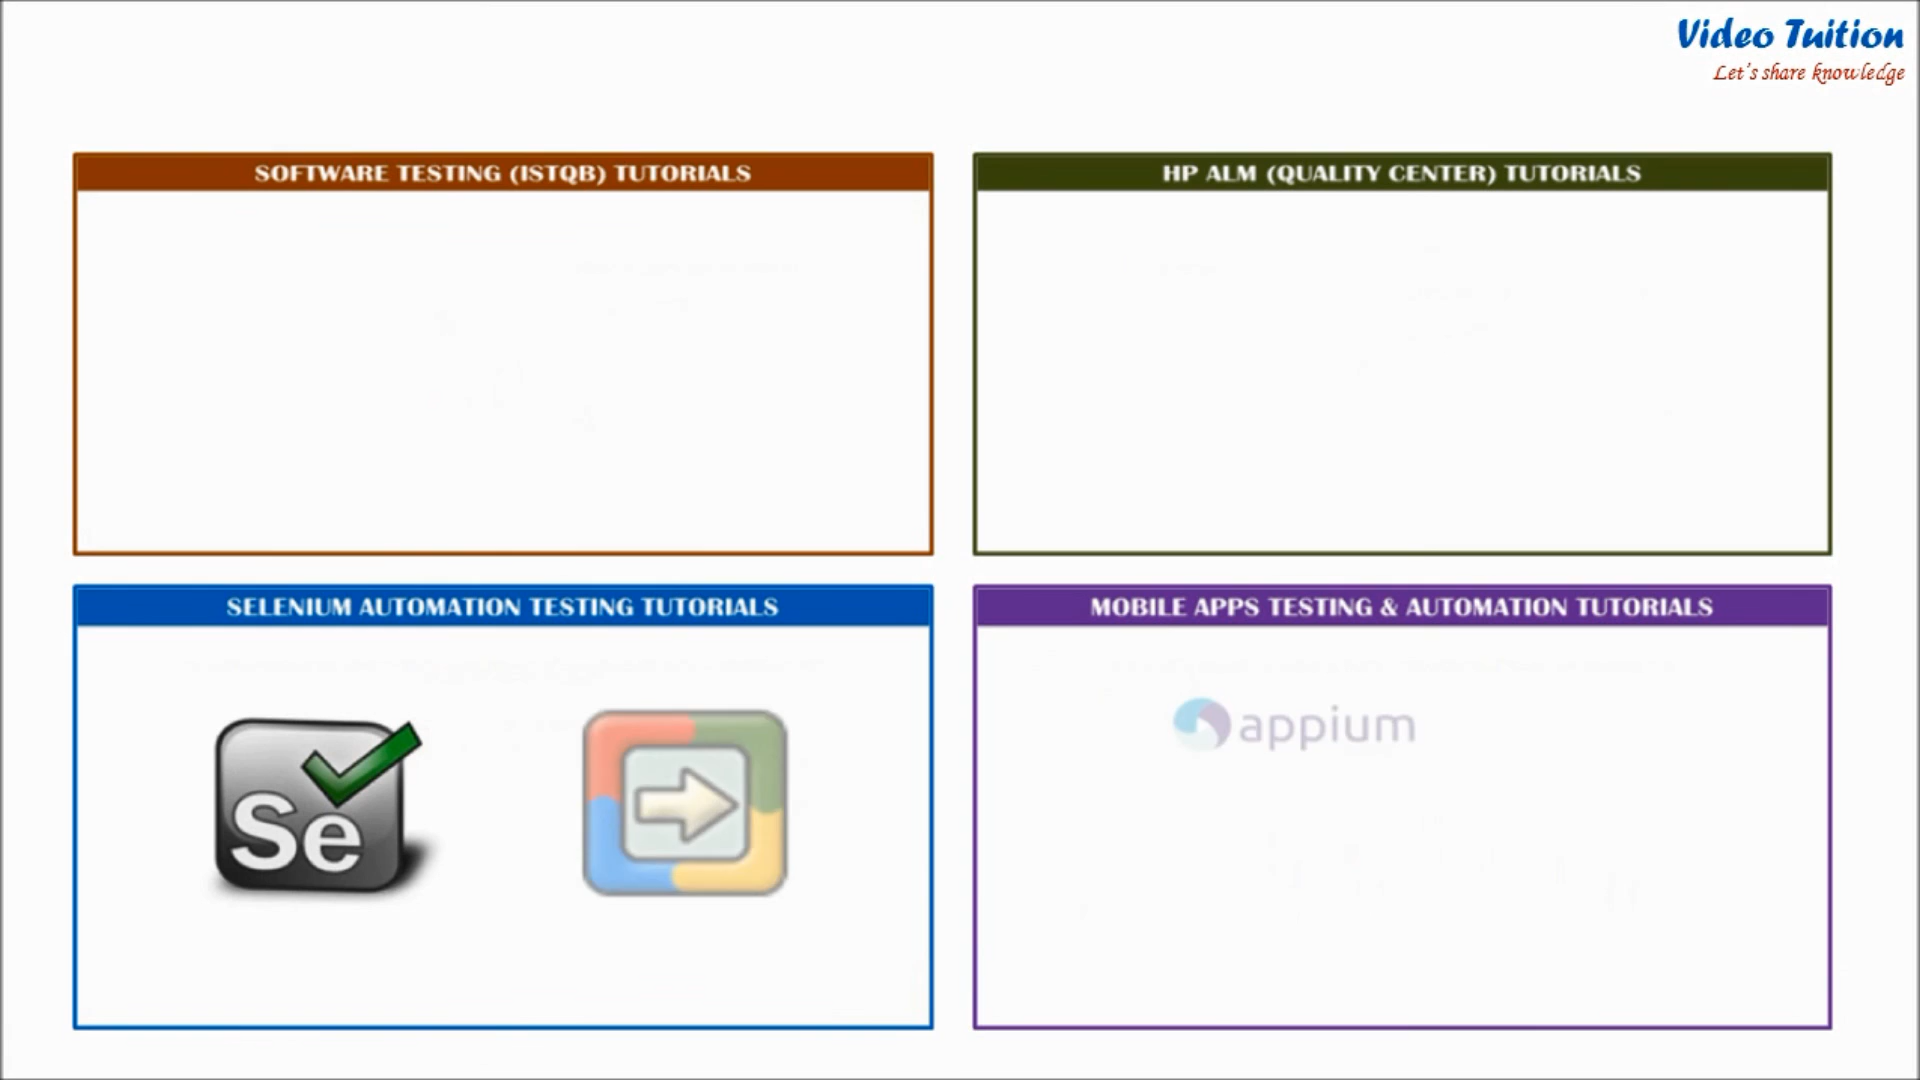 Video Tuition
Let's share knowledge
SOFTWARE TESTING (ISTQB) TUTORIALS
HP ALM (QUALITY CENTER) TUTORIALS
SELENIUM AUTOMATION TESTING TUTORIALS
MOBILE APPS TESTING & AUTOMATION TUTORIALS
Se
appium